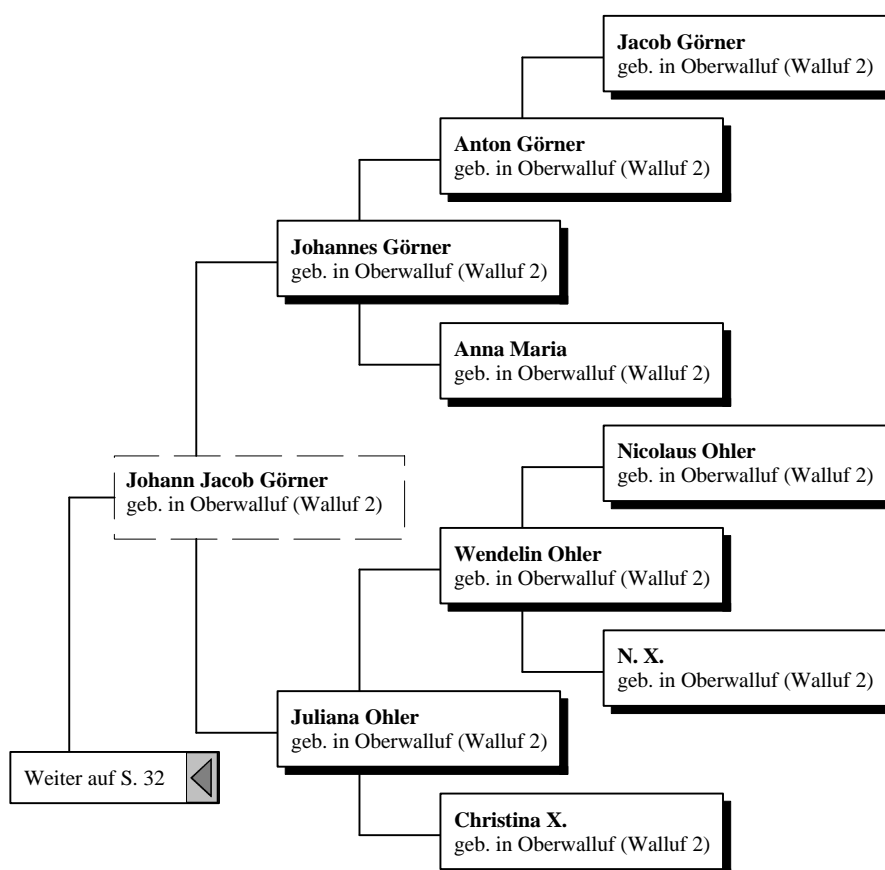 Jacob Görner
geb. in Oberwalluf (Walluf 2)
Anton Görner
geb. in Oberwalluf (Walluf 2)
Johannes Görner
geb. in Oberwalluf (Walluf 2)
Anna Maria
geb. in Oberwalluf (Walluf 2)
Johann Jacob Görner
geb. in Oberwalluf (Walluf 2)
Nicolaus Ohler
geb. in Oberwalluf (Walluf 2)
Wendelin Ohler
geb. in Oberwalluf (Walluf 2)
N. X.
geb. in Oberwalluf (Walluf 2)
Juliana Ohler
geb. in Oberwalluf (Walluf 2)
Weiter auf S. 32
Christina X.
geb. in Oberwalluf (Walluf 2)